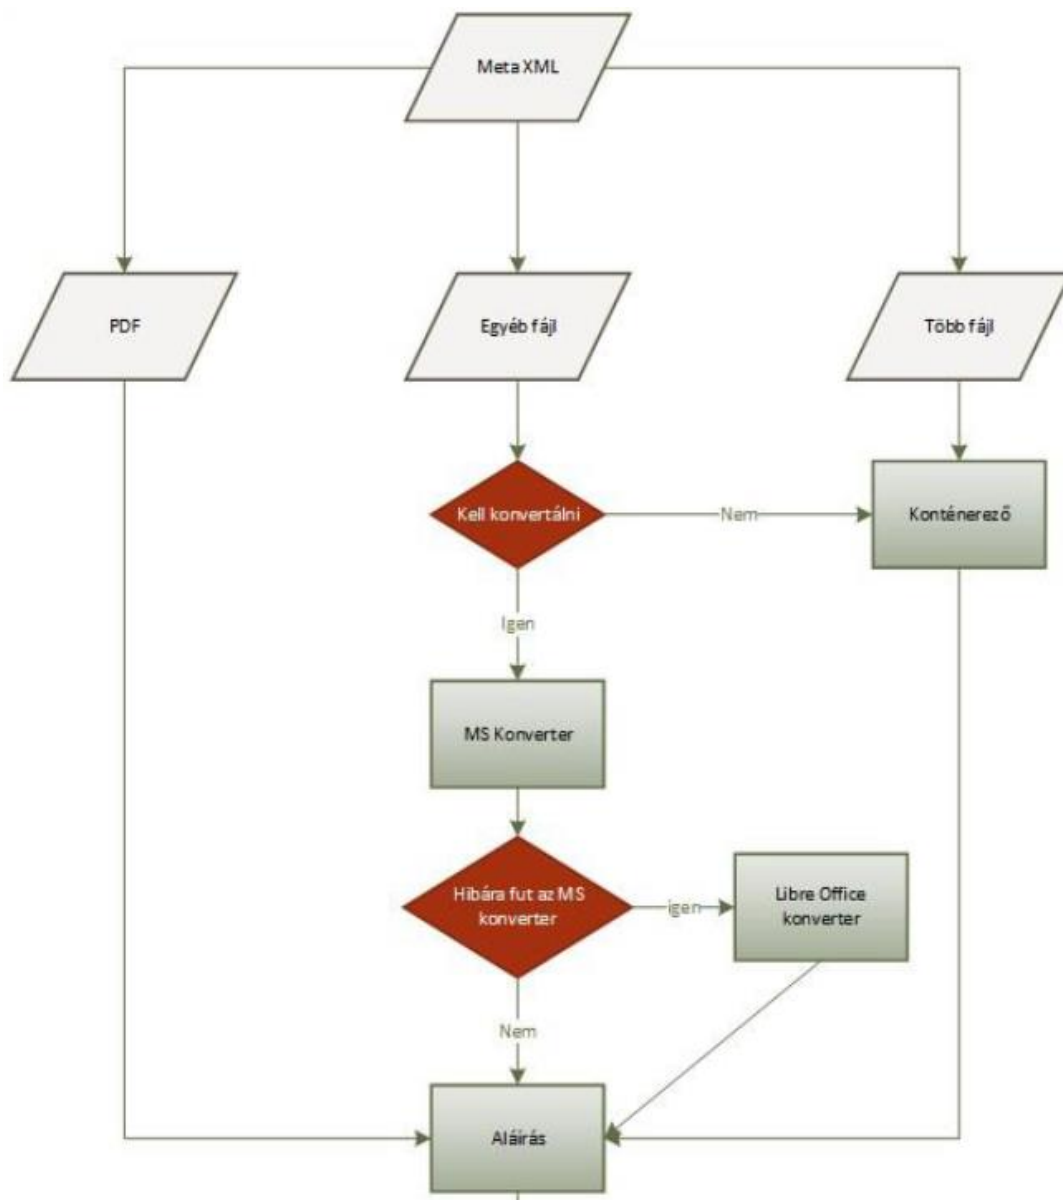 Meta XML
PDF
Egyéb fájl
Több fájl
Kell konvertálni
Nem
Konténerező
Igen
MS Konverter
Hibára fut az MS
konverter
igen
Libre Office
konverter
Nem
Aláírás